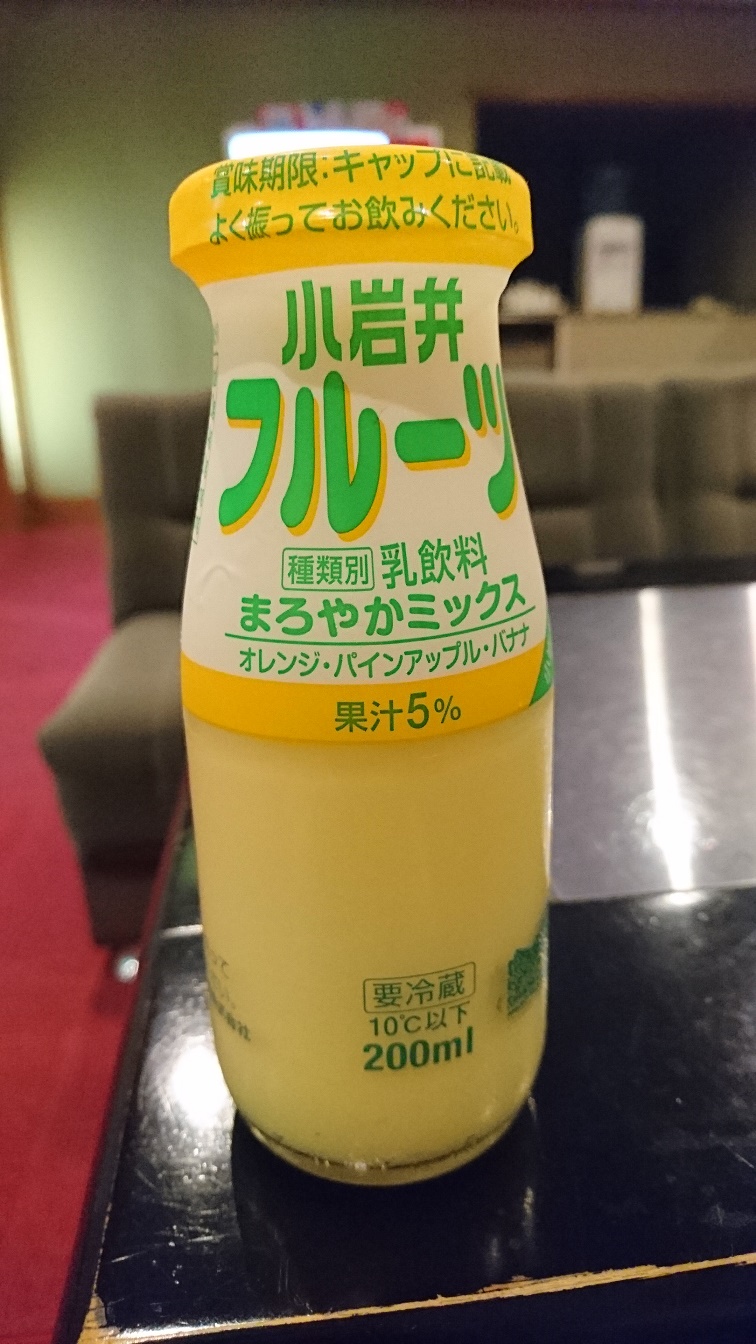 賞味期限:キャップに記載
よく振ってお飲みください。
小岩井
フルーツ
種類別 乳飲料
まろやかミックス
オレンジ・パインアップル・バナナ
果汁5%
要冷蔵
10℃以下
200ml